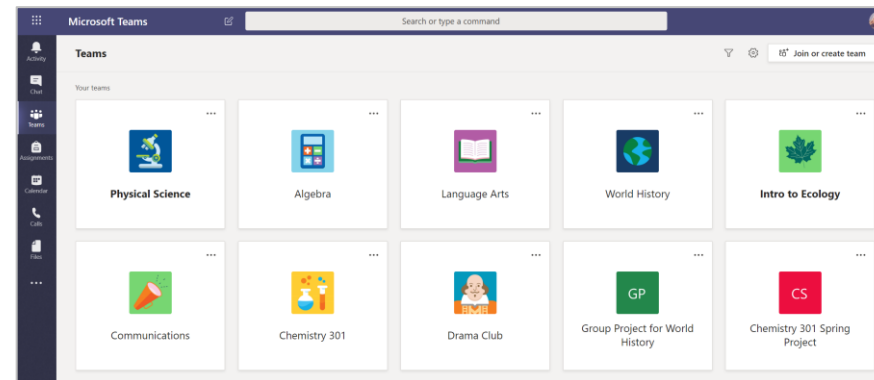 Microsoft Teams
Search or type a command
Activity
Chat
Teams
Assignments
Calendar
Calls
Files
Teams
Join or create team
Your teams
Physical Science
Algebra
Language Arts
World History
Intro to Ecology
Communications
Chemistry 301
Drama Club
GP
Group Project for World
History
CS
Chemistry 301 Spring
Project